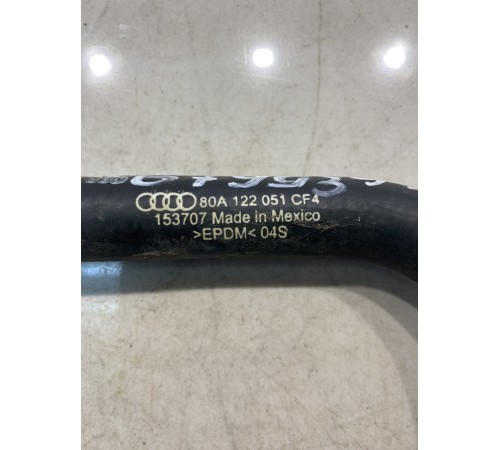 80A 122 051 CF4
153707 Made in Mexico
>EPDM< 04S